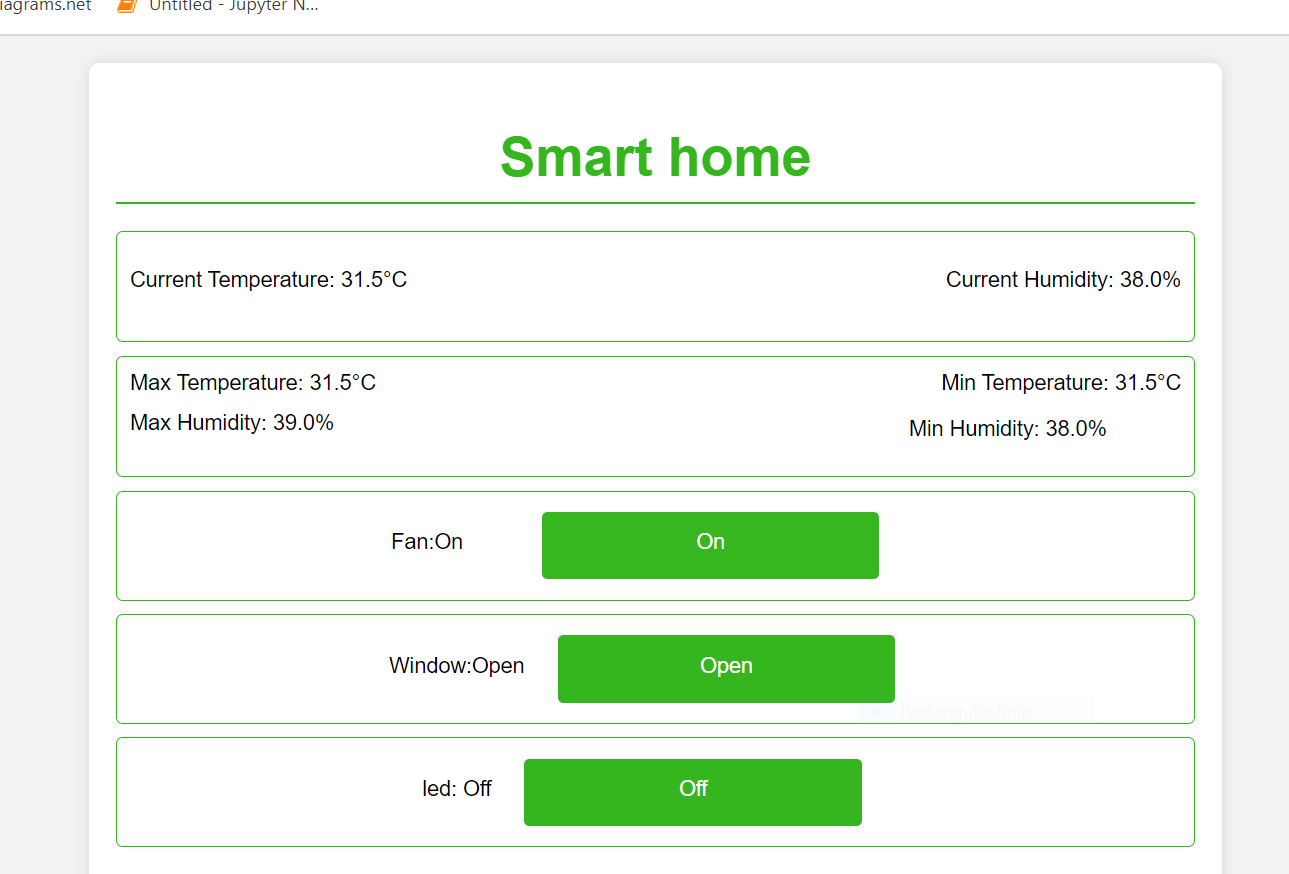 iagrams.net Untitled - Jupyter N...
Smart home
Current Temperature: 31.5°C Current Humidity: 38.0%
Max Temperature: 31.5°C Min Temperature: 31.5°C
Max Humidity: 39.0% Min Humidity: 38.0%
Fan:On On
Window:Open Open
Rectangular Snip
led: Off Off